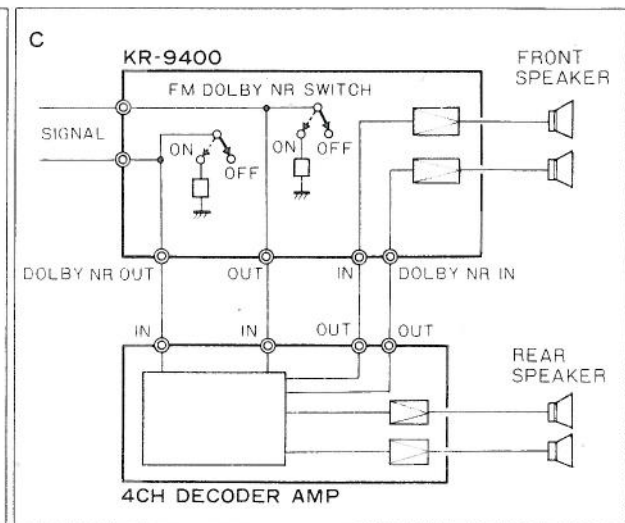 C
KR-9400
FRONT
SPEAKER
FM DOLBY NR SWITCH
SIGNAL
ON
OFF
ON
OFF
DOLBY NR OUT
OUT
IN
DOLBY NR IN
IN
IN
OUT
OUT
REAR
SPEAKER
4CH DECODER AMP